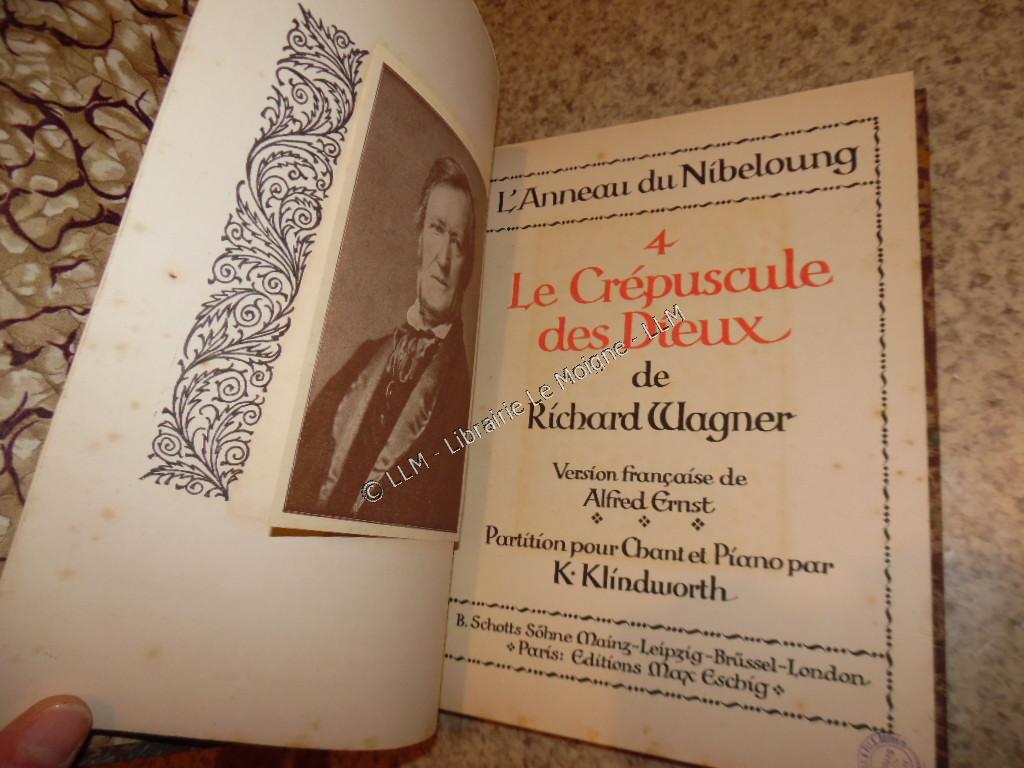 L'Anneau du Nibeloung
4
Le Crépuscule
des Dieux
de
Richard Wagner
Version française de
Alfred Ernst
Partition pour Chant et Piano par
K. Klindworth
B. Schotts Söhne Mainz-Leipzig-Brüssel-London
Paris: Editions Max Eschig
© LLM - Librairie Le Moigne - LLM